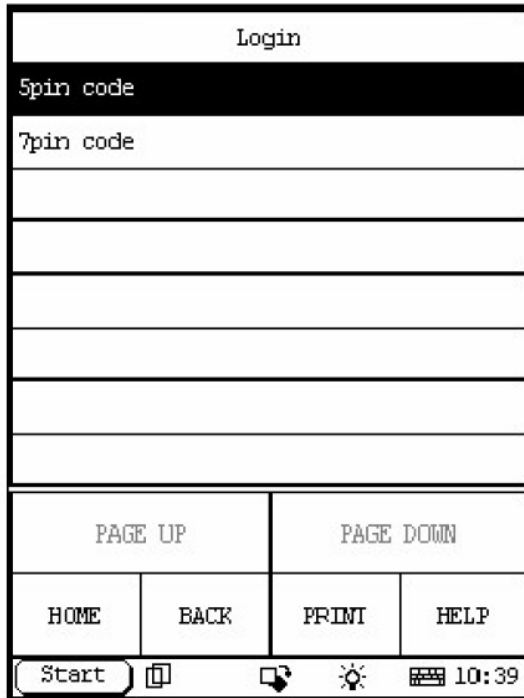 Login
5pin code
7pin code
PAGE UP PAGE DOWN
HOME BACK PRINT HELP
Start 10:39